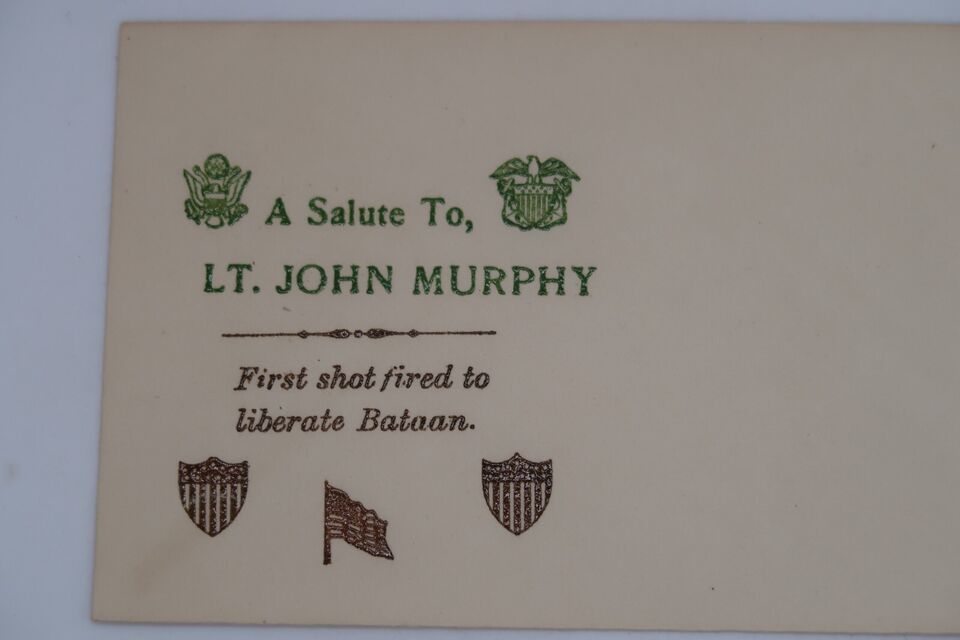 A Salute To,
LT. JOHN MURPHY
First shot fired to
liberate Bataan.